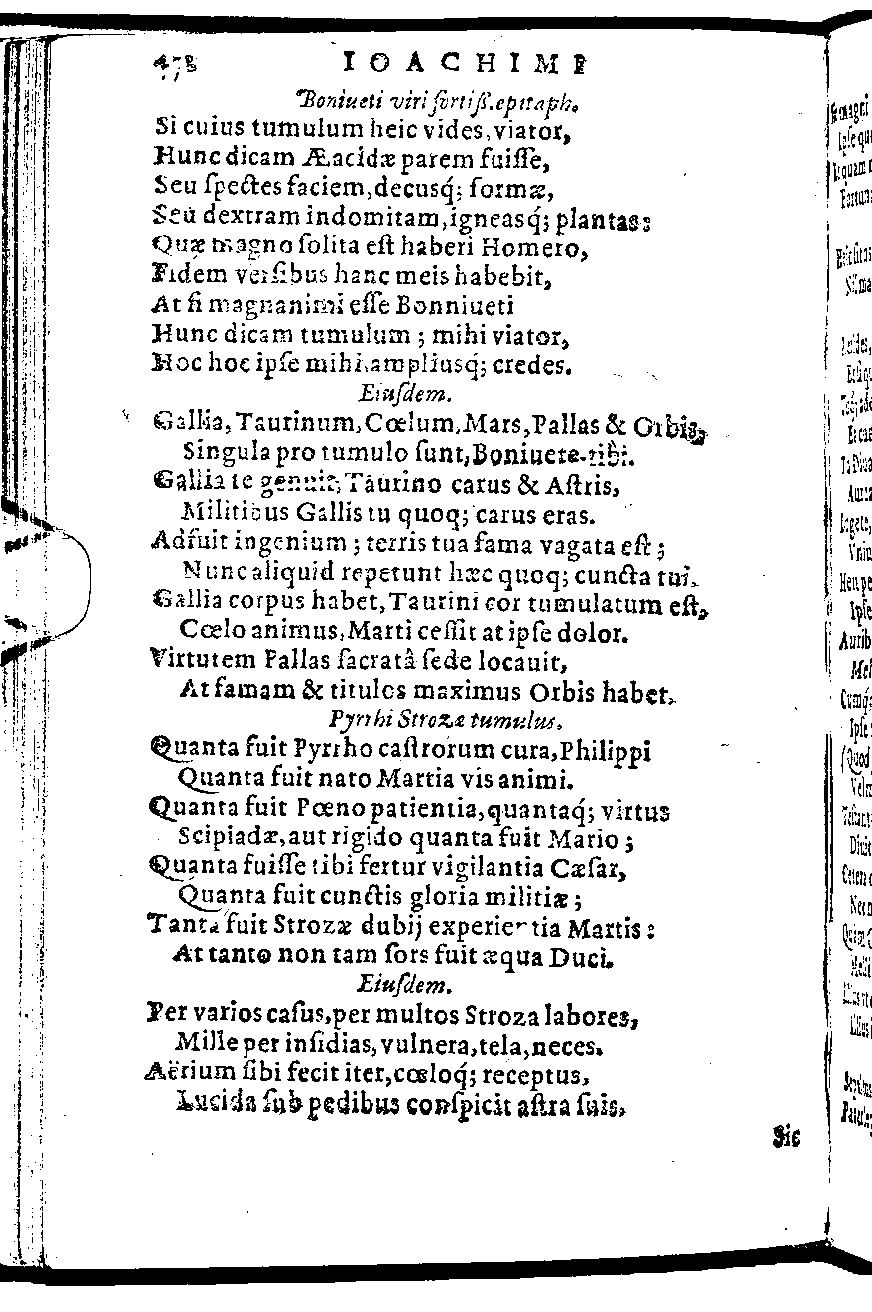 478 IOACHIMI
Boniueti viri fortiſſ. epitaph.
Si cuius tumulum heic vides, viator,
Hunc dicam Æacidæ parem fuiſſe,
Seu ſpectes faciem, decusq́; formæ,
Seu dextram indomitam, igneasq́; plantas:
Quæ magno ſolita eſt haberi Homero,
Fidem verſibus hanc meis habebit,
At ſi magnanimi eſſe Bonniueti
Hunc dicam tumulum ; mihi viator,
Hoc hoc ipſe mihi, ampliusq́; credes.
Eiuſdem.
Gallia, Taurinum, Cœlum, Mars, Pallas & Orbis,
Singula pro tumulo ſunt, Boniuete tibi.
Gallia te genuit, Taurino carus & Aſtris,
Militibus Gallis tu quoq; carus eras.
Adfuit ingenium ; terris tua fama vagata eſt ;
Nunc aliquid repetunt hæc quoq; cuncta tui.
Gallia corpus habet, Taurini cor tumulatum eſt,
Cœlo animus, Marti ceſſit at ipſe dolor.
Virtutem Pallas ſacratâ ſede locauit,
At famam & titulos maximus Orbis habet.
Pyrrhi Strozæ tumulus.
Quanta fuit Pyrrho caſtrorum cura, Philippi
Quanta fuit nato Martia vis animi.
Quanta fuit Pœno patientia, quantaq́; virtus
Scipiadæ, aut rigido quanta fuit Mario ;
Quanta fuiſſe tibi fertur vigilantia Cæſar,
Quanta fuit cunctis gloria militiæ ;
Tanta fuit Strozæ dubij experientia Martis :
At tanto non tam ſors fuit æqua Duci.
Eiuſdem.
Per varios caſus, per multos Stroza labores,
Mille per inſidias, vulnera, tela, neces.
Aërium ſibi fecit iter, cœloq́; receptus,
Lucida ſub pedibus conſpicit aſtra ſuis,
Sic